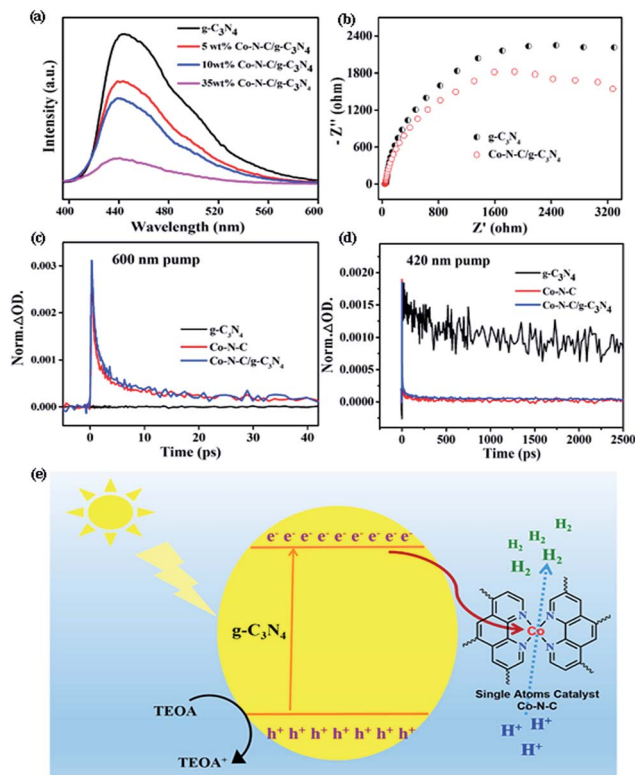 (a)
g-C₃N₄
5 wt% Co-N-C/g-C₃N₄
10wt% Co-N-C/g-C₃N₄
35wt% Co-N-C/g-C₃N₄
Intensity (a.u.)
400 440 480 520 560 600
Wavelength (nm)
(b)
2400
1800
1200
600
0
- Z'' (ohm)
g-C₃N₄
Co-N-C/g-C₃N₄
0 800 1600 2400 3200
Z' (ohm)
(c)
600 nm pump
0.003
0.002
0.001
0.000
Norm.ΔOD.
g-C₃N₄
Co-N-C
Co-N-C/g-C₃N₄
0 10 20 30 40
Time (ps)
(d)
420 nm pump
0.0020
0.0015
0.0010
0.0005
0.0000
Norm.ΔOD.
g-C₃N₄
Co-N-C
Co-N-C/g-C₃N₄
0 500 1000 1500 2000 2500
Time (ps)
(e)
e⁻ e⁻ e⁻ e⁻ e⁻ e⁻ e⁻ e⁻
g-C₃N₄
h⁺ h⁺ h⁺ h⁺ h⁺ h⁺ h⁺
TEOA
TEOA⁺
H₂
H₂
H₂ H₂
H₂
N N
Co
N N
Single Atoms Catalyst
Co-N-C
H⁺ H⁺
H⁺